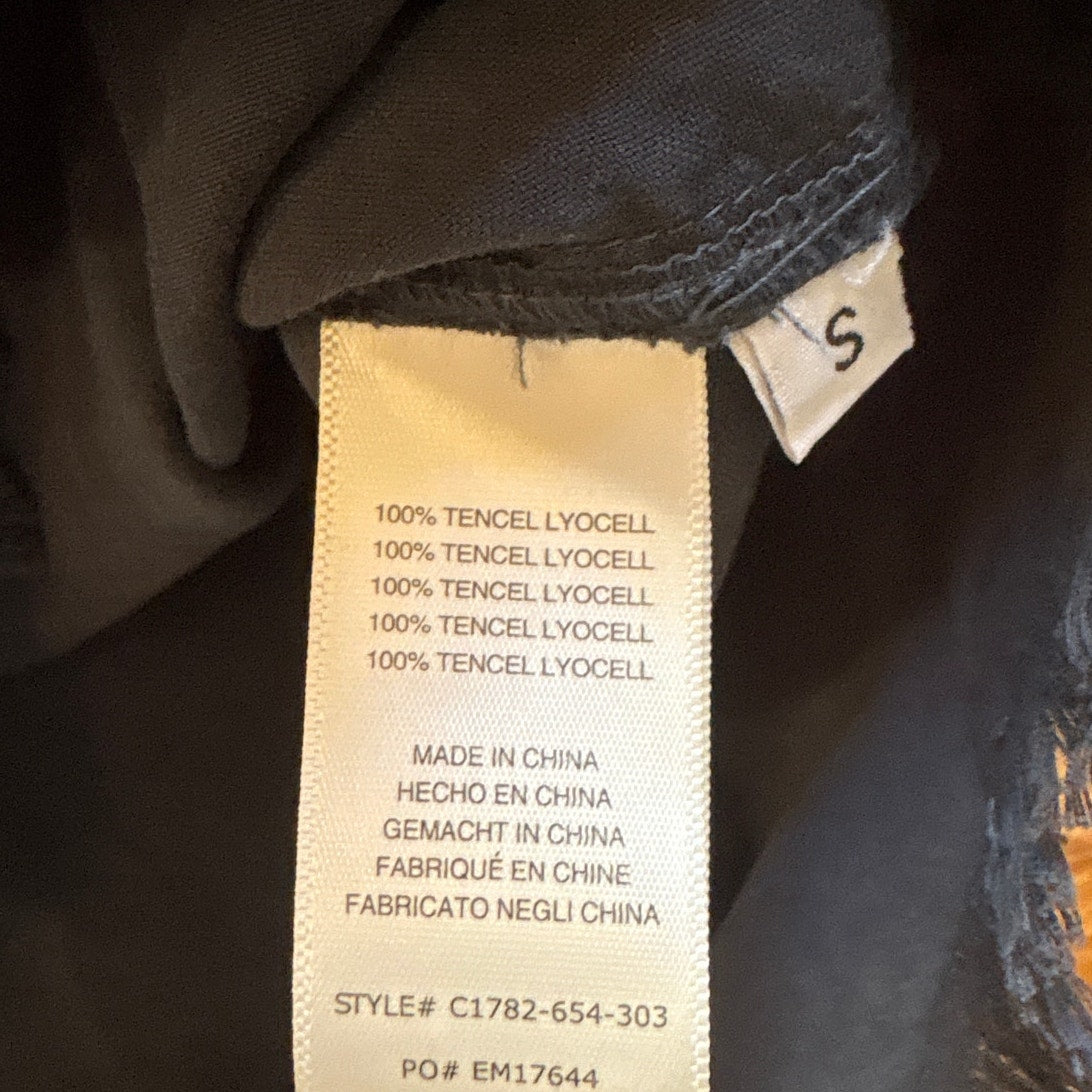 S
100% TENCEL LYOCELL
100% TENCEL LYOCELL
100% TENCEL LYOCELL
100% TENCEL LYOCELL
100% TENCEL LYOCELL
MADE IN CHINA
HECHO EN CHINA
GEMACHT IN CHINA
FABRIQUÉ EN CHINE
FABRICATO NEGLI CHINA
STYLE# C1782-654-303
PO# EM17644